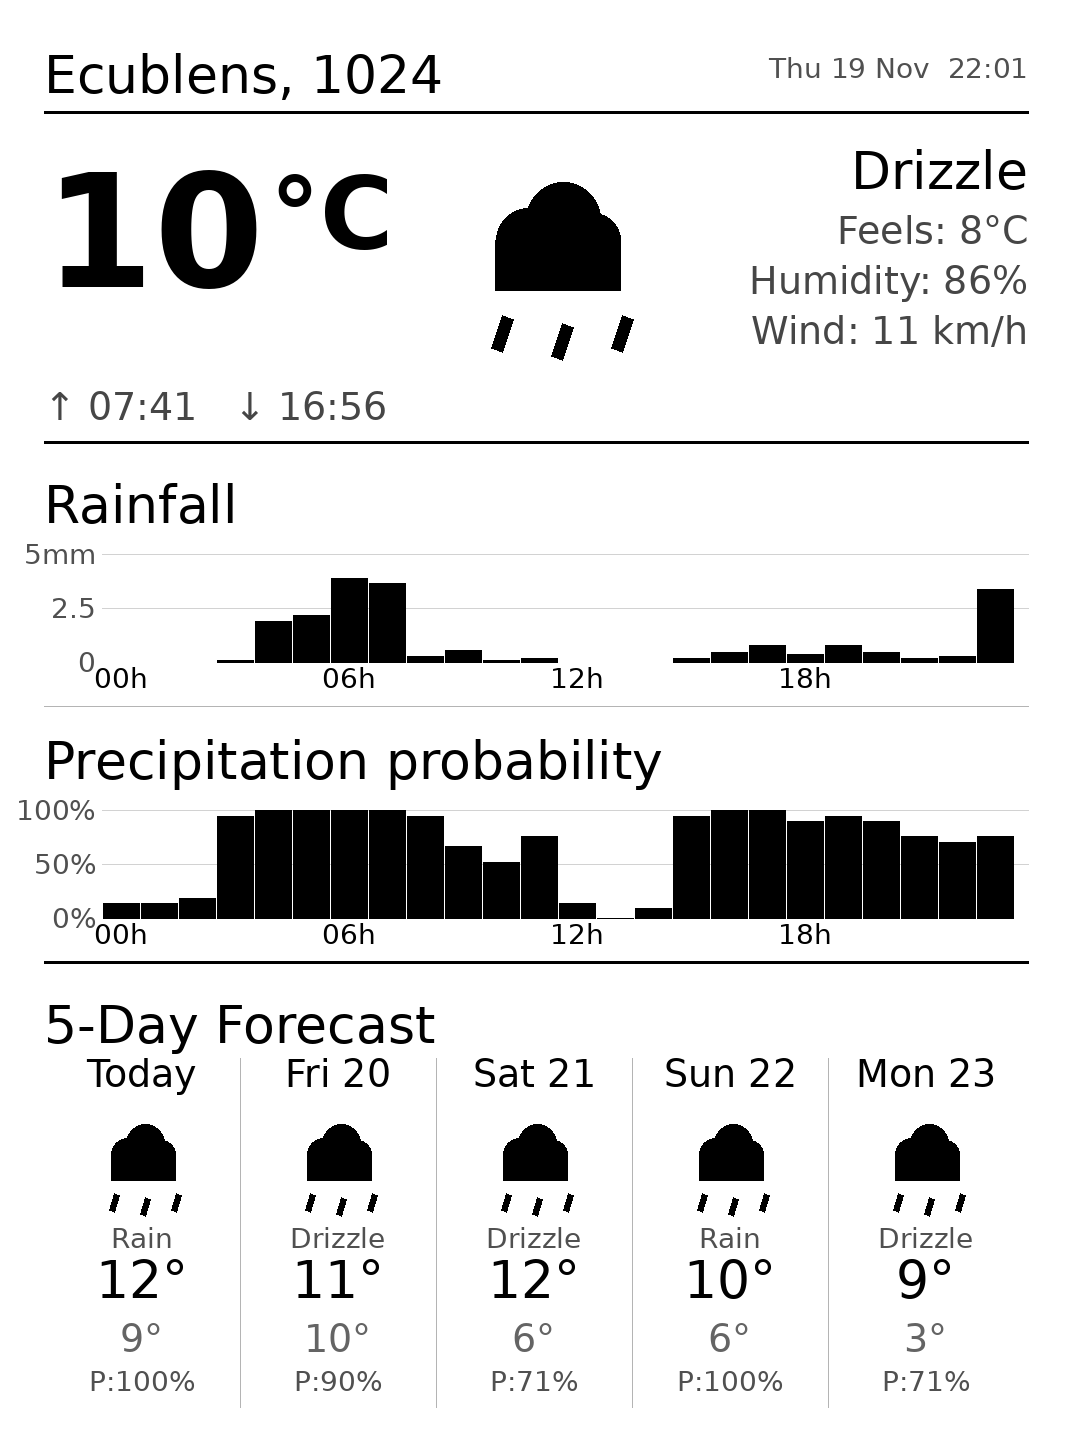 Ecublens, 1024
Thu 19 Nov  22:01
10°C
Drizzle
Feels: 8°C
Humidity: 86%
Wind: 11 km/h
↑ 07:41   ↓ 16:56
Rainfall
5mm
2.5
0
00h 06h 12h 18h
Precipitation probability
100%
50%
0%
00h 06h 12h 18h
5-Day Forecast
Today Fri 20 Sat 21 Sun 22 Mon 23
Rain Drizzle Drizzle Rain Drizzle
12° 11° 12° 10° 9°
9° 10° 6° 6° 3°
P:100% P:90% P:71% P:100% P:71%